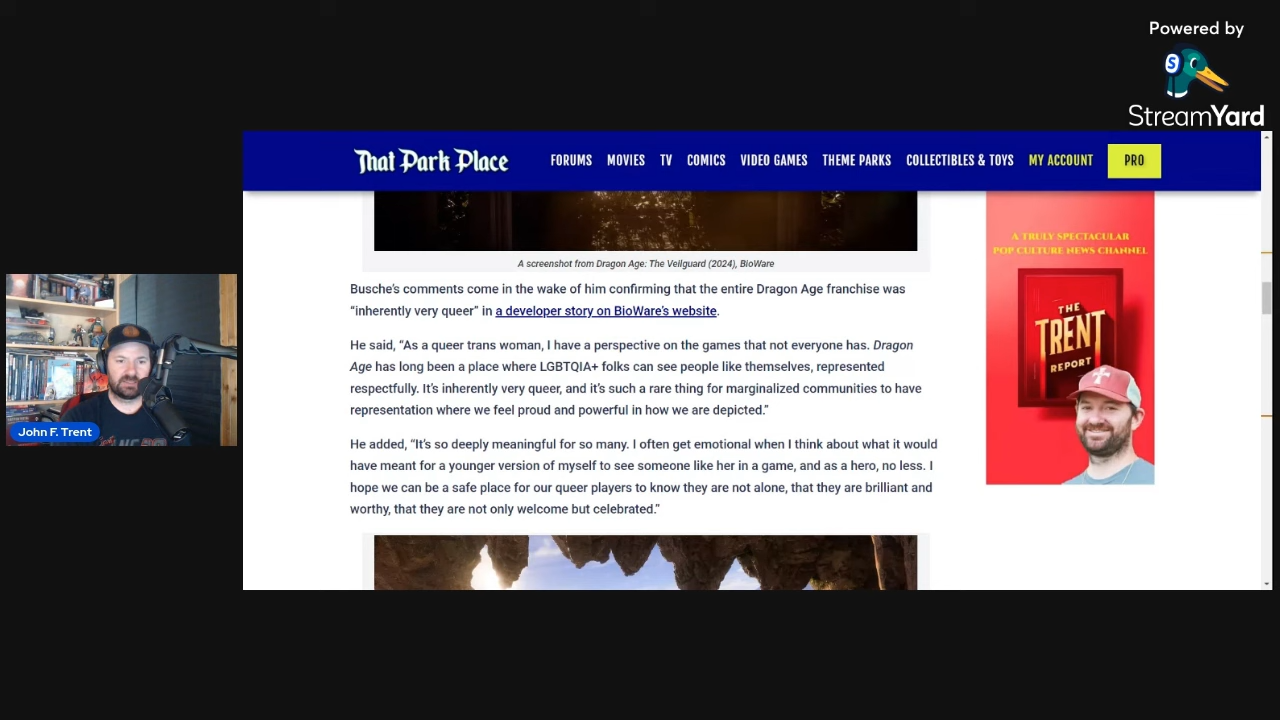 Powered by
S
StreamYard
That Park Place
FORUMS MOVIES TV COMICS VIDEO GAMES THEME PARKS COLLECTIBLES & TOYS MY ACCOUNT PRO
A screenshot from Dragon Age: The Veilguard (2024), BioWare
Busche's comments come in the wake of him confirming that the entire Dragon Age franchise was
“inherently very queer” in a developer story on BioWare's website.
He said, “As a queer trans woman, I have a perspective on the games that not everyone has. Dragon
Age has long been a place where LGBTQIA+ folks can see people like themselves, represented
respectfully. It's inherently very queer, and it's such a rare thing for marginalized communities to have
representation where we feel proud and powerful in how we are depicted.”
He added, “It's so deeply meaningful for so many. I often get emotional when I think about what it would
have meant for a younger version of myself to see someone like her in a game, and as a hero, no less. I
hope we can be a safe place for our queer players to know they are not alone, that they are brilliant and
worthy, that they are not only welcome but celebrated.”
A TRULY SPECTACULAR
POP CULTURE NEWS CHANNEL
THE
TRENT
REPORT
John F. Trent